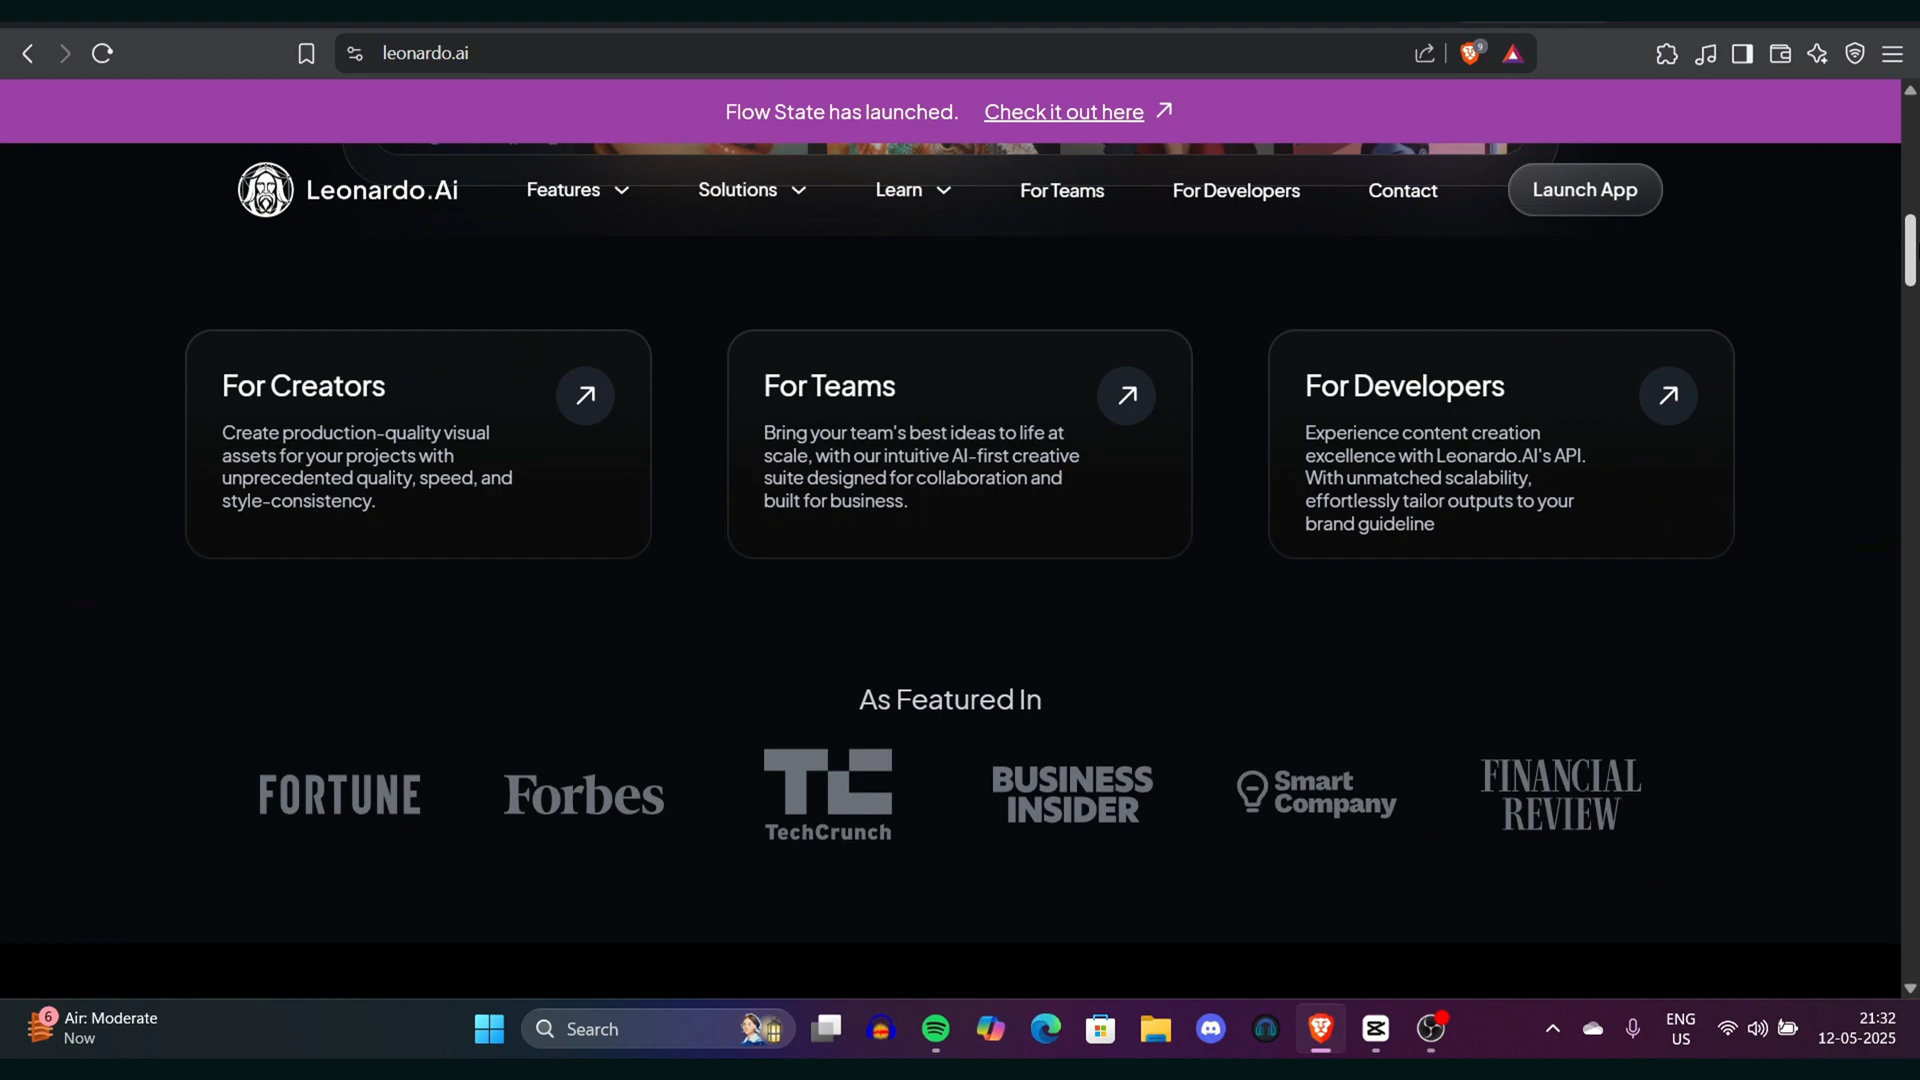 leonardo.ai
9
Flow State has launched. Check it out here
Leonardo.Ai
Features
Solutions
Learn
For Teams
For Developers
Contact
Launch App
For Creators
Create production-quality visual
assets for your projects with
unprecedented quality, speed, and
style-consistency.
For Teams
Bring your team's best ideas to life at
scale, with our intuitive AI-first creative
suite designed for collaboration and
built for business.
For Developers
Experience content creation
excellence with Leonardo.AI's API.
With unmatched scalability,
effortlessly tailor outputs to your
brand guideline
As Featured In
FORTUNE
Forbes
TC
TechCrunch
BUSINESS
INSIDER
Smart
Company
FINANCIAL
REVIEW
6
Air: Moderate
Now
Search
ENG
US
21:32
12-05-2025